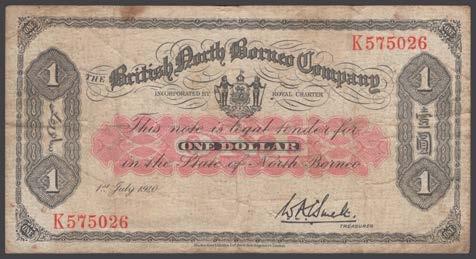 K575026
THE British North Borneo Company
INCORPORATED BY ROYAL CHARTER
1 1
This note is legal tender for
ONE DOLLAR
in the State of North Borneo
壹圓
1 1
1st July 1940
K575026
TREASURER